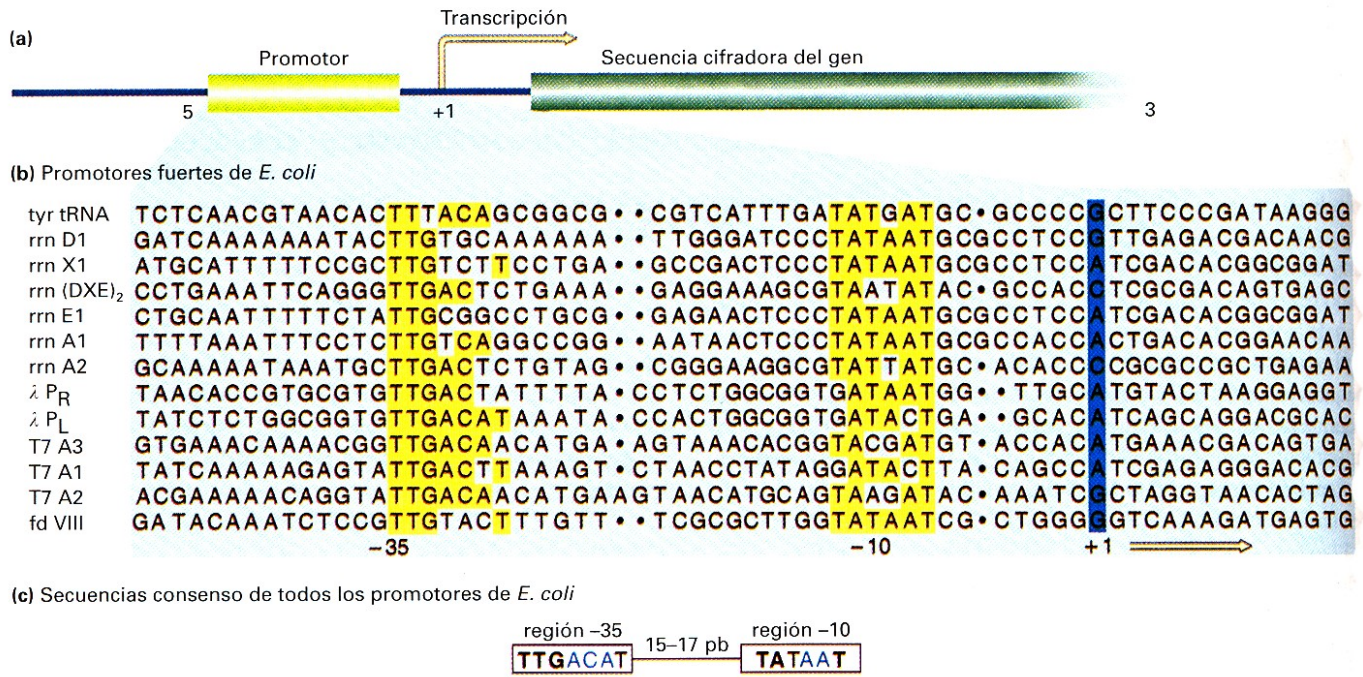 (a)
Transcripción
Promotor
Secuencia cifradora del gen
5
+1
3
(b) Promotores fuertes de E. coli
tyr tRNA TCTCAACGTAACACTTTACAGCGGCG••CGTCATTTGATATGATGC•GCCCCGCTTCCCGATAAGGG
rrn D1 GATCAAAAAAATACTTGTGCAAAAAA••TTGGGATCCCTATAATGCGCCTCCGTTGAGACGACAACG
rrn X1 ATGCATTTTTCCGCTTGTCTTCCTGA••GCCGACTCCCTATAATGCGCCTCCATCGACACGGCGGAT
rrn (DXE)2 CCTGAAATTCAGGGTTGACTCTGAAA••GAGGAAAGCGTAATATAC•GCCACCTCGCGACAGTGAGC
rrn E1 CTGCAATTTTTCTATTGCGGCCTGCG••GAGAACTCCCTATAATGCGCCTCCATCGACACGGCGGAT
rrn A1 TTTTAAATTTCCTCTTGTCAGGCCGG••AATAACTCCCTATAATGCGCCACCACTGACACGGAACAA
rrn A2 GCAAAAATAAATGCTTGACTCTGTAG••CGGGAAGGCGTATTATGC•ACACCCCGCGCCGCTGAGAA
λ PR TAACACCGTGCGTGTTGACTATTTTA•CCTCTGGCGGTGATAATGG••TTGCATGTACTAAGGAGGT
λ PL TATCTCTGGCGGTGTTGACATAAATA•CCACTGGCGGTGATACTGA••GCACATCAGCAGGACGCAC
T7 A3 GTGAAACAAAACGGTTGACAACATGA•AGTAAACACGGTACGATGT•ACCACATGAAACGACAGTGA
T7 A1 TATCAAAAAGAGTATTGACTTAAAGT•CTAACCTATAGGATACTTA•CAGCCATCGAGAGGGACACG
T7 A2 ACGAAAAACAGGTATTGACAACATGAAGTAACATGCAGTAAGATAC•AAATCGCTAGGTAACACTAG
fd VIII GATACAAATCTCCGTTGTACTTTGTT••TCGCGCTTGGTATAATCG•CTGGGGGTCAAAGATGAGTG
–35
–10
+1
(c) Secuencias consenso de todos los promotores de E. coli
región –35
15–17 pb
región –10
TTGACAT
TATAAT